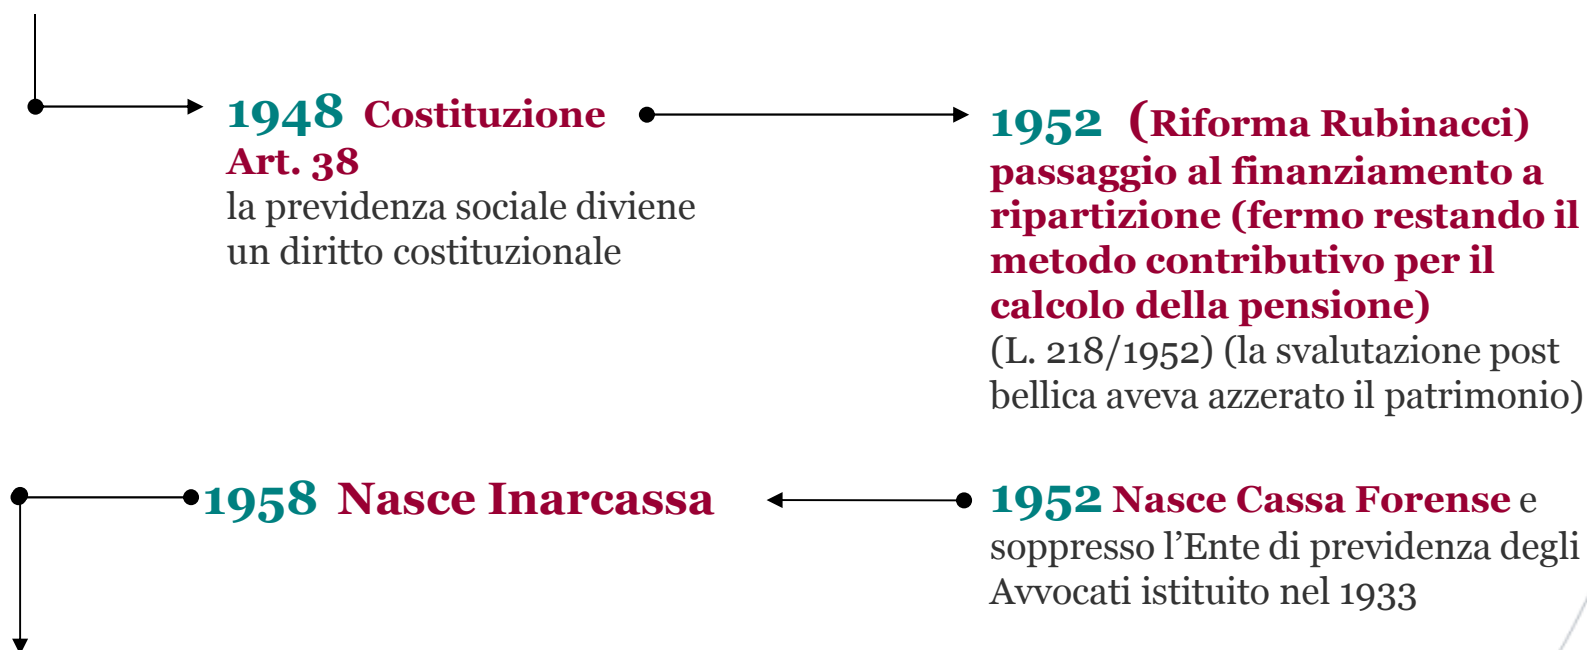 1948 Costituzione
Art. 38
la previdenza sociale diviene
un diritto costituzionale
1952 (Riforma Rubinacci)
passaggio al finanziamento a
ripartizione (fermo restando il
metodo contributivo per il
calcolo della pensione)
(L. 218/1952) (la svalutazione post
bellica aveva azzerato il patrimonio)
1952 Nasce Cassa Forense e
soppresso l’Ente di previdenza degli
Avvocati istituito nel 1933
1958 Nasce Inarcassa